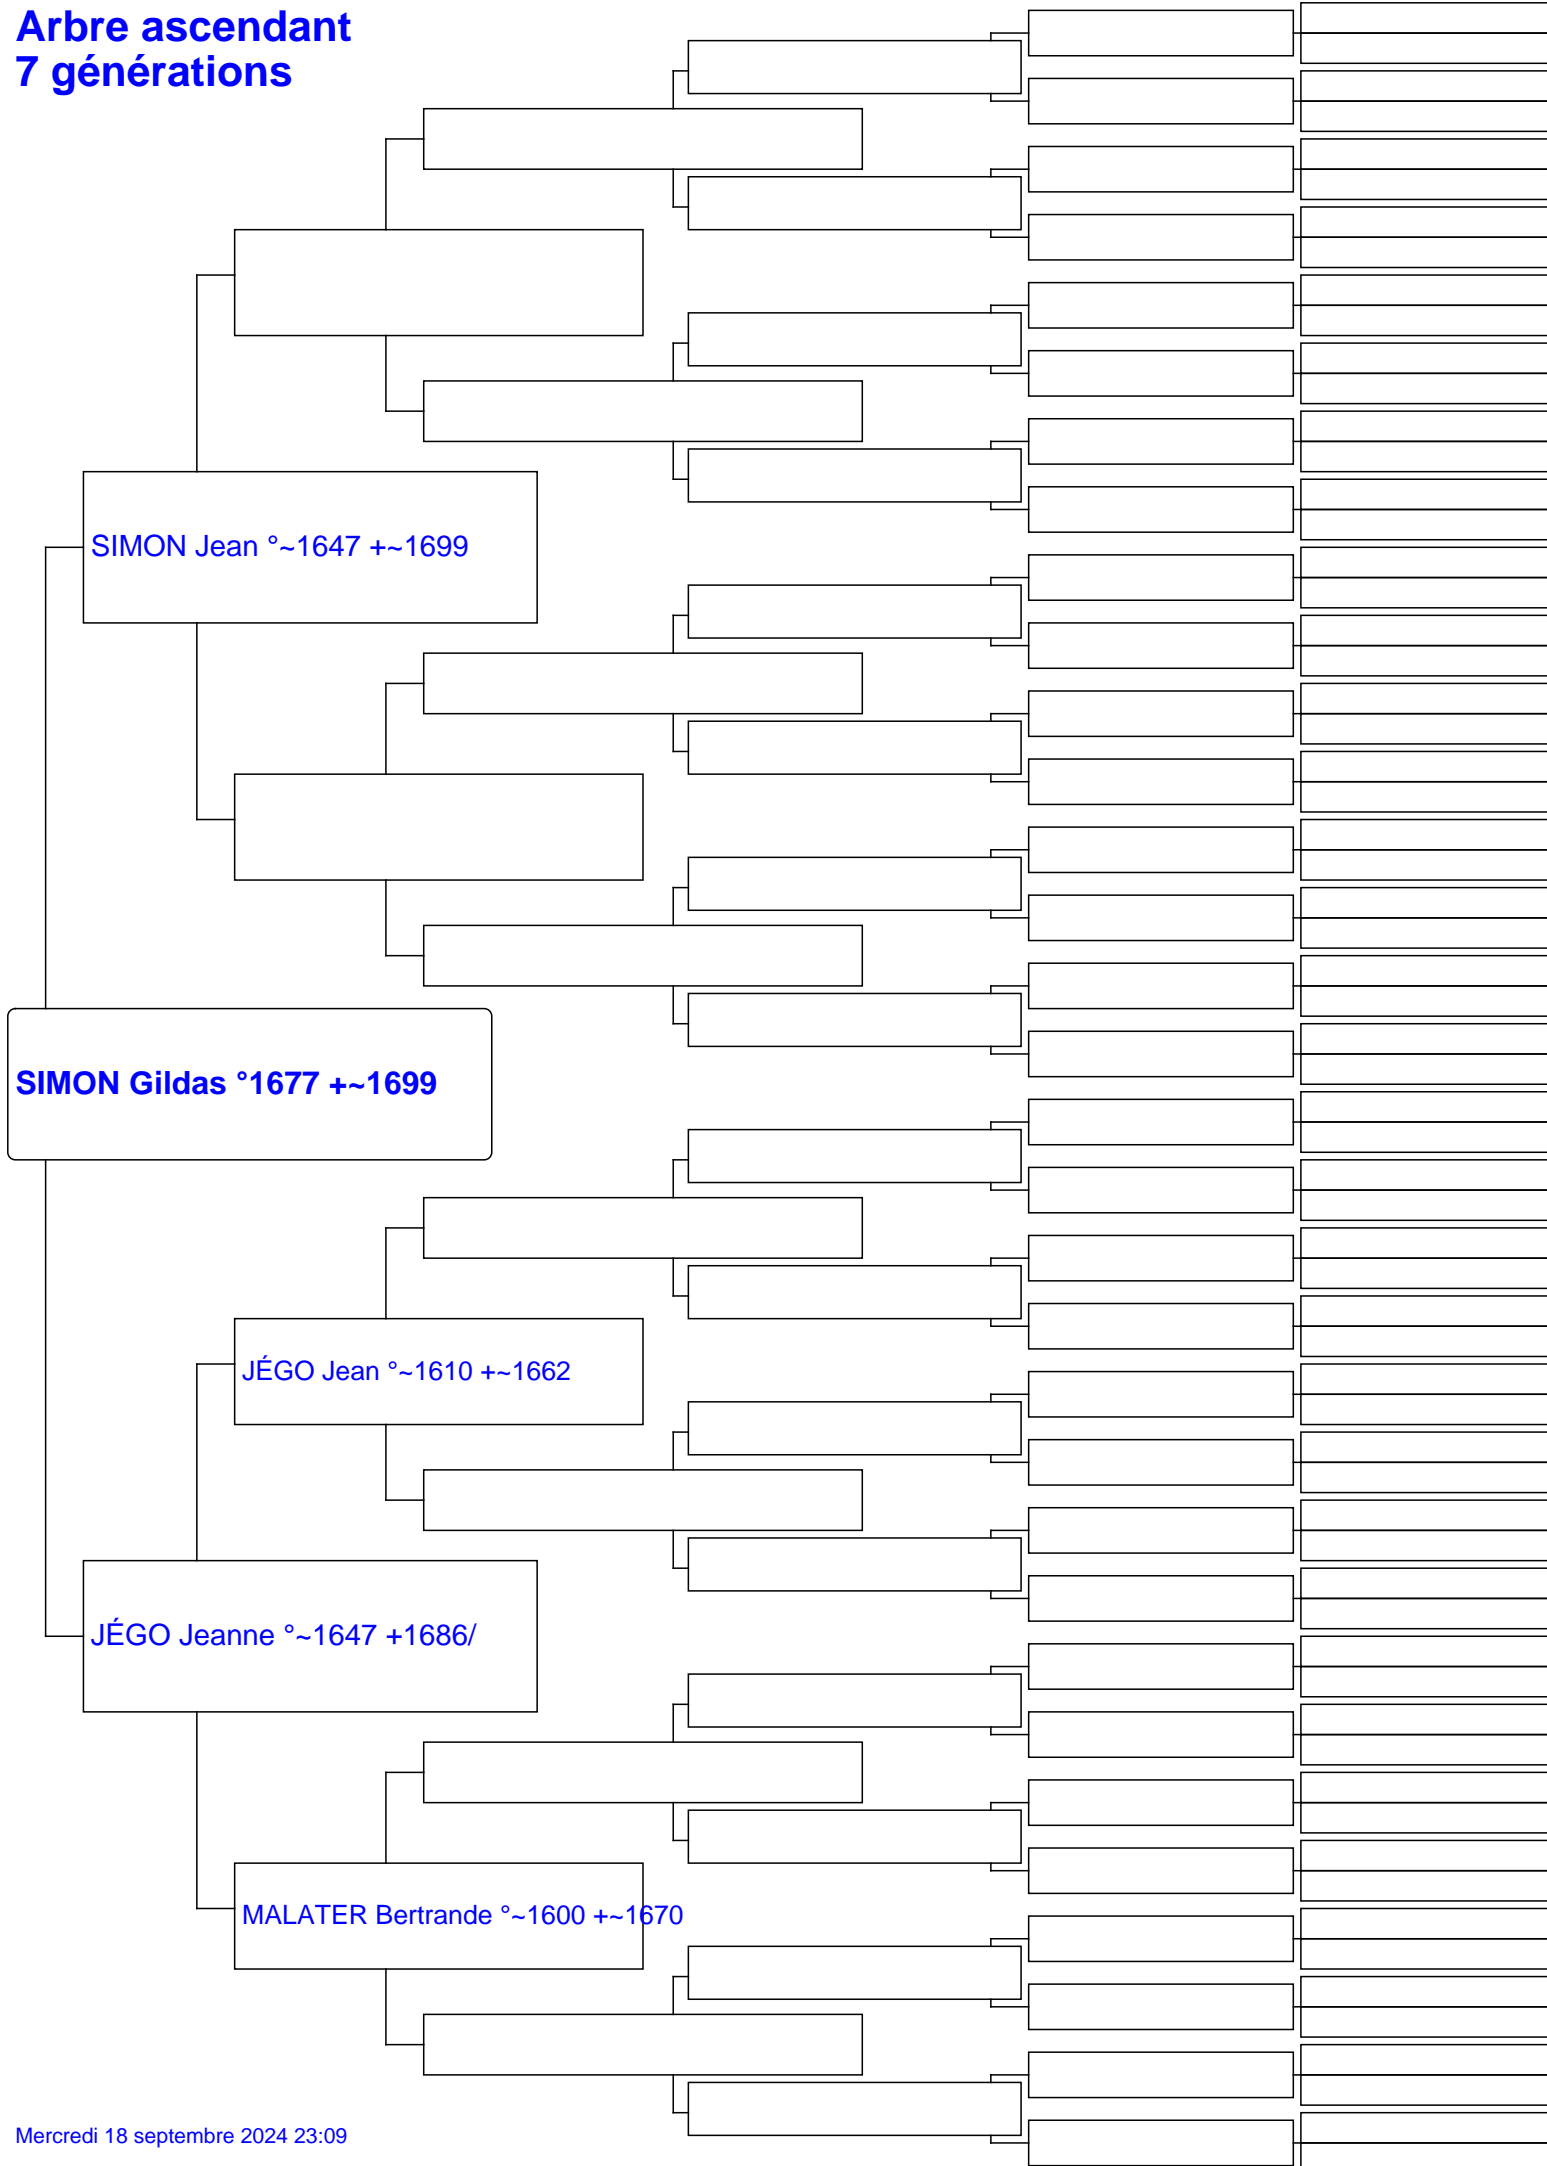 Arbre ascendant
7 générations
SIMON Jean °~1647 +~1699
SIMON Gildas °1677 +~1699
JÉGO Jean °~1610 +~1662
JÉGO Jeanne °~1647 +1686/
MALATER Bertrande °~1600 +~1670
Mercredi 18 septembre 2024 23:09